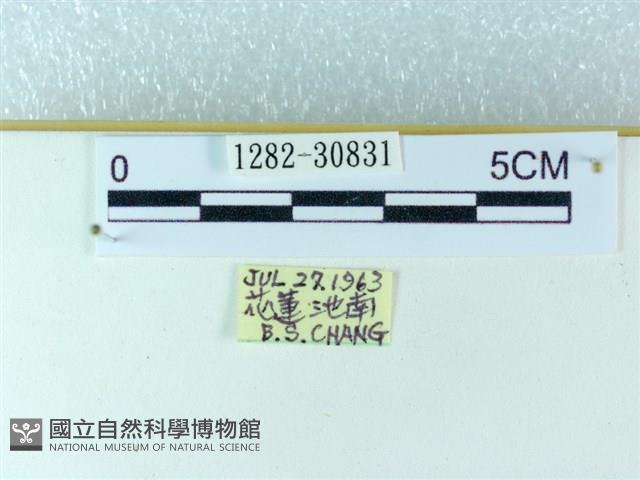 1282-30831
0 5CM
JUL 27.1963
花蓮池南
B.S.CHANG
國立自然科學博物館
NATIONAL MUSEUM OF NATURAL SCIENCE